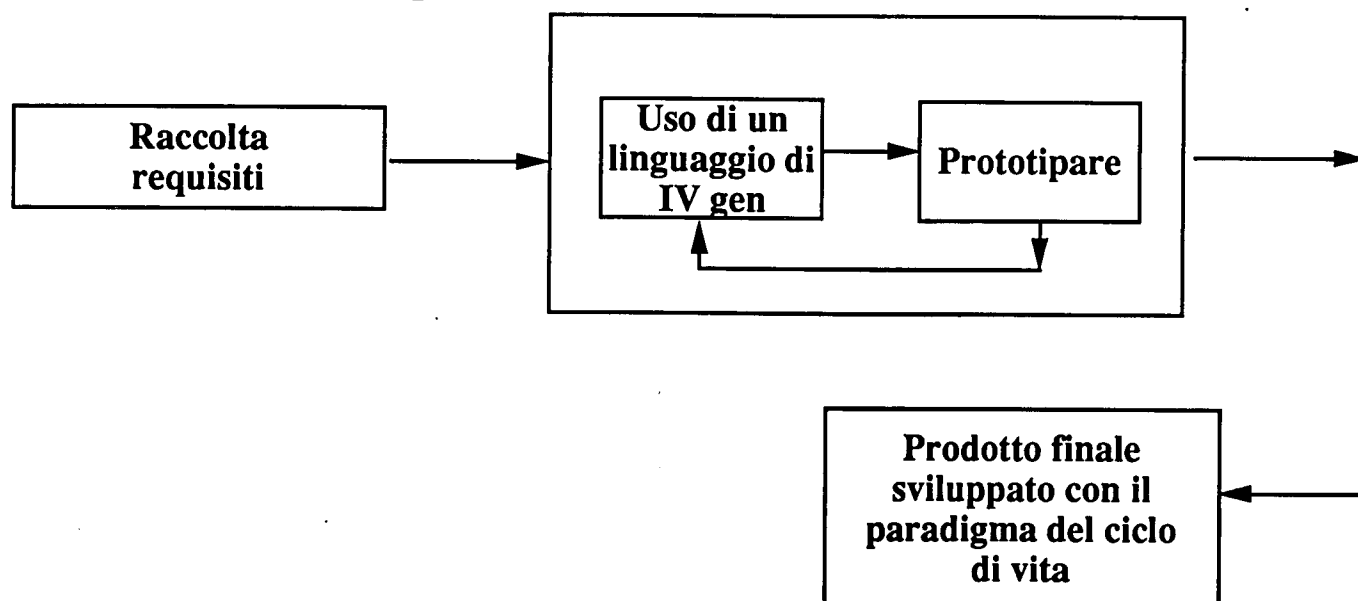 Raccolta
requisiti
Uso di un
linguaggio di
IV gen
Prototipare
Prodotto finale
sviluppato con il
paradigma del ciclo
di vita